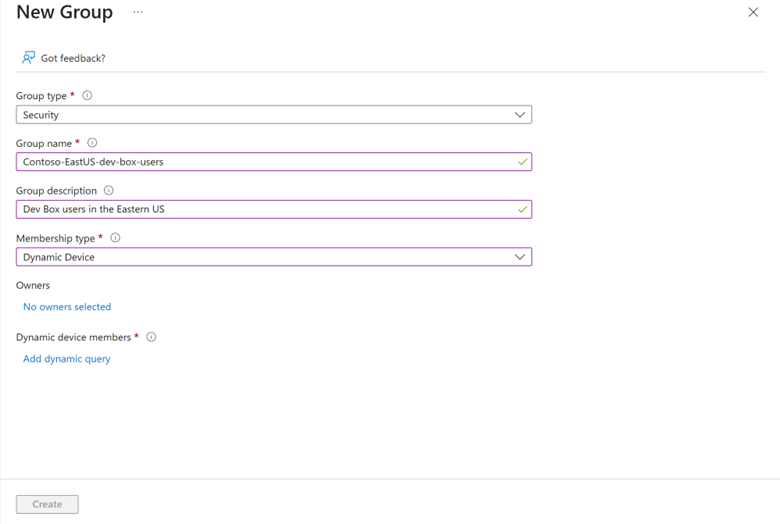 New Group ...
Got feedback?
Group type *
Security
Group name *
Contoso-EastUS-dev-box-users
Group description
Dev Box users in the Eastern US
Membership type *
Dynamic Device
Owners
No owners selected
Dynamic device members *
Add dynamic query
Create